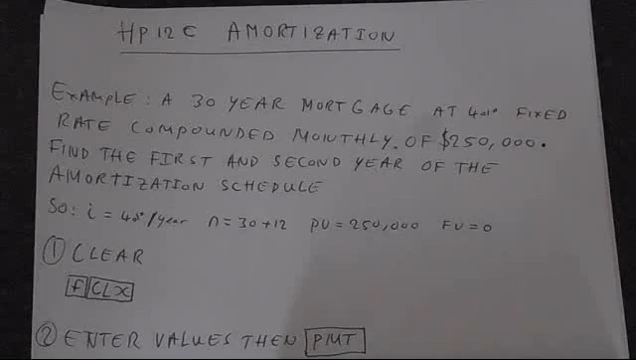 HP12C AMORTIZATION
EXAMPLE: A 30 YEAR MORTGAGE AT 4% FIXED
RATE COMPOUNDED MONTHLY. OF $250,000.
FIND THE FIRST AND SECOND YEAR OF THE
AMORTIZATION SCHEDULE
So: i = 4%/year n=30+12 PV=250,000 FV=0
① CLEAR
f CLX
② ENTER VALUES THEN PMT